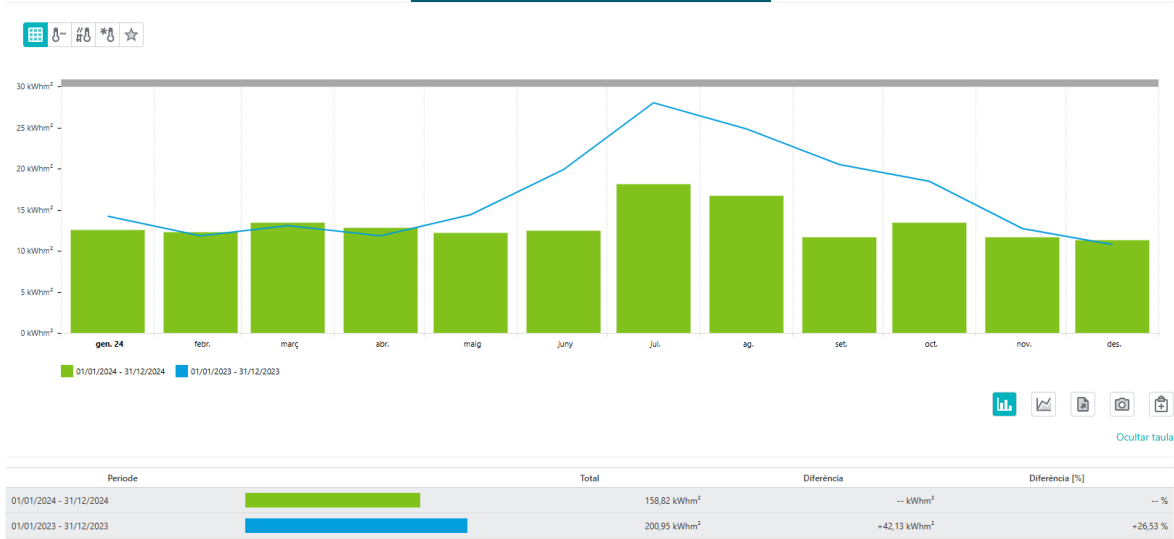 30 kWhm²
25 kWhm²
20 kWhm²
15 kWhm²
10 kWhm²
5 kWhm²
0 kWhm²
gen. 24 febr. març abr. maig juny jul. ag. set. oct. nov. des.
01/01/2024 - 31/12/2024 01/01/2023 - 31/12/2023
Ocultar taula
Període Total Diferència Diferència [%]
01/01/2024 - 31/12/2024 158,82 kWhm² -- kWhm² -- %
01/01/2023 - 31/12/2023 200,95 kWhm² +42,13 kWhm² +26,53 %